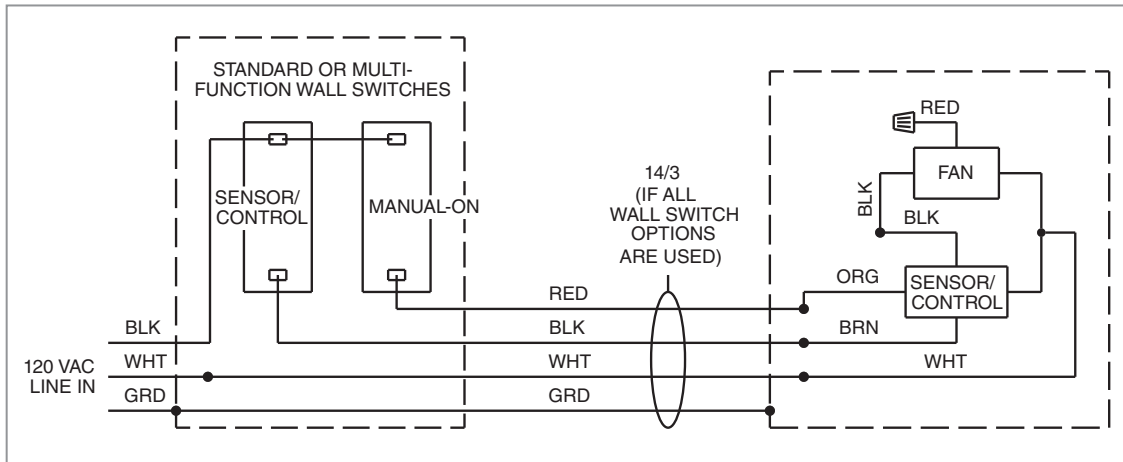 STANDARD OR MULTI-
FUNCTION WALL SWITCHES
SENSOR/
CONTROL
MANUAL-ON
14/3
(IF ALL
WALL SWITCH
OPTIONS
ARE USED)
RED
FAN
BLK
BLK
ORG
SENSOR/
CONTROL
RED
BLK
BLK
BRN
120 VAC
LINE IN
WHT
WHT
WHT
GRD
GRD